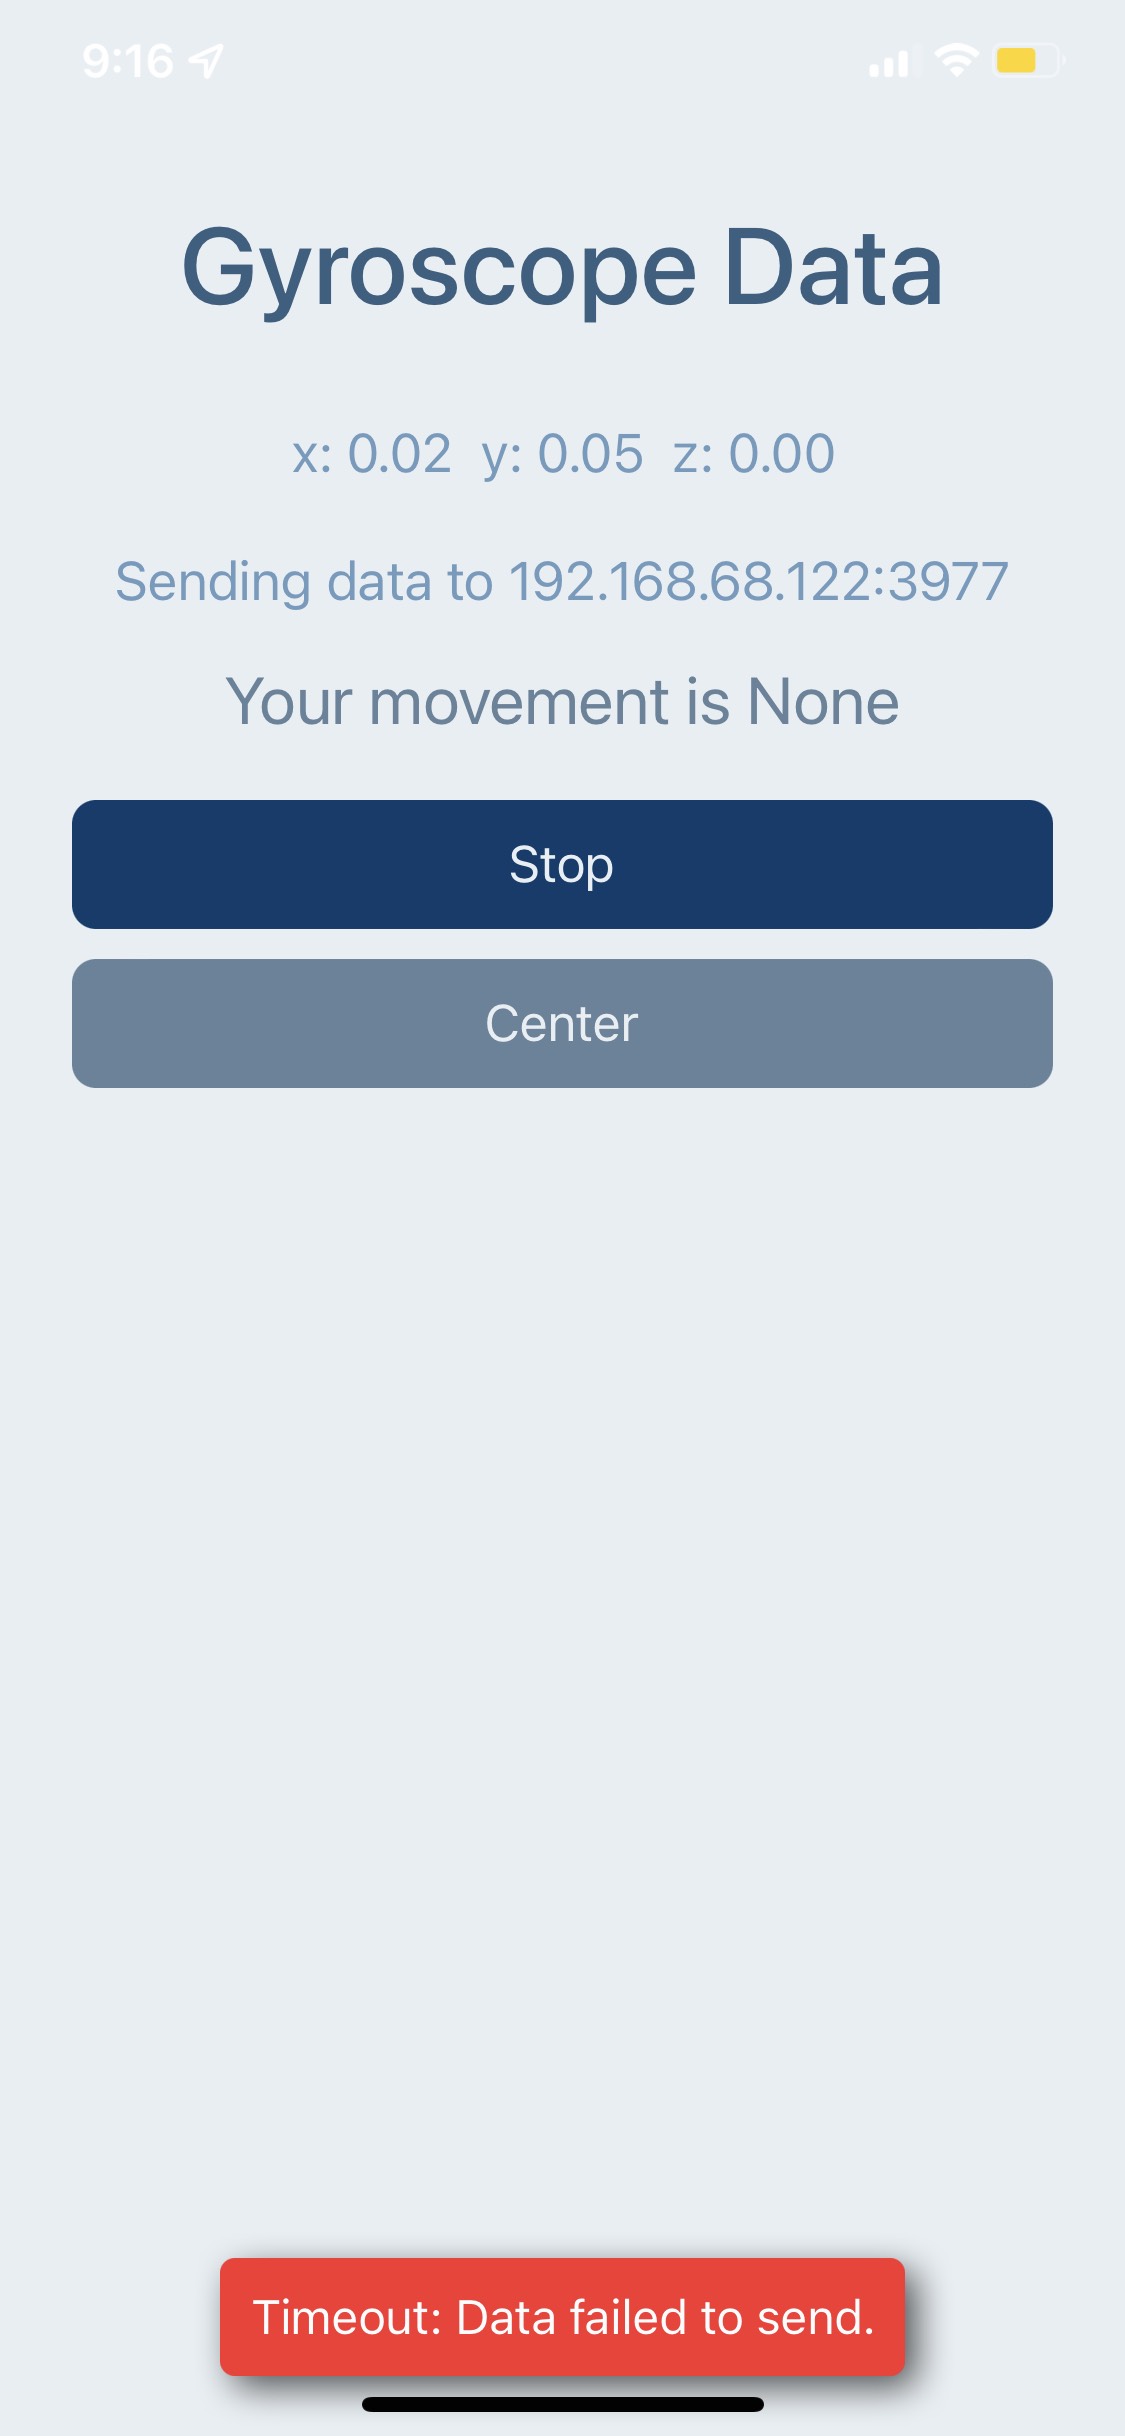 9:16
Gyroscope Data
x: 0.02  y: 0.05  z: 0.00
Sending data to 192.168.68.122:3977
Your movement is None
Stop
Center
Timeout: Data failed to send.